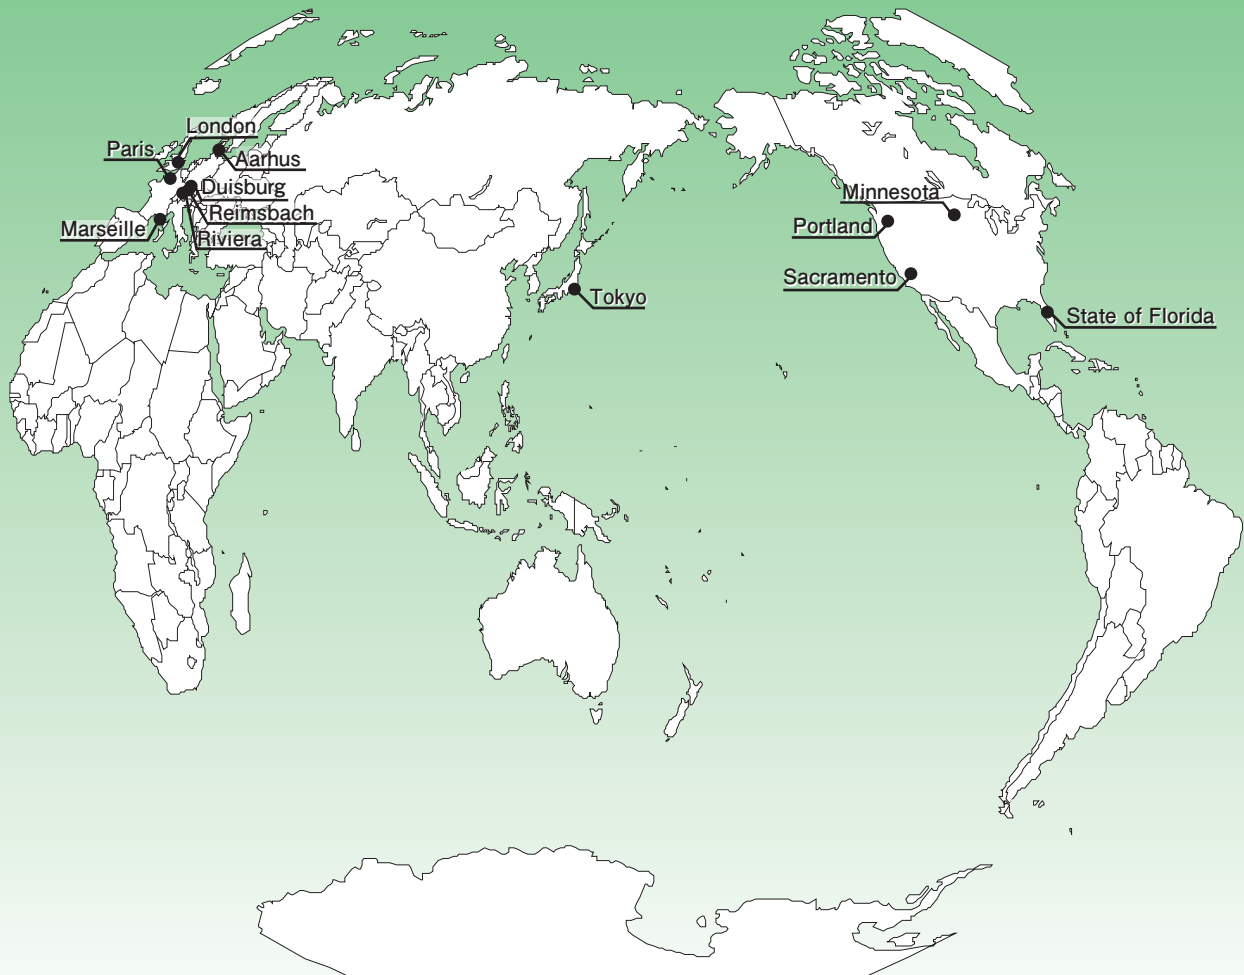 London
Paris
Aarhus
Duisburg
Reimsbach
Marseille
Riviera
Minnesota
Portland
Sacramento
Tokyo
State of Florida